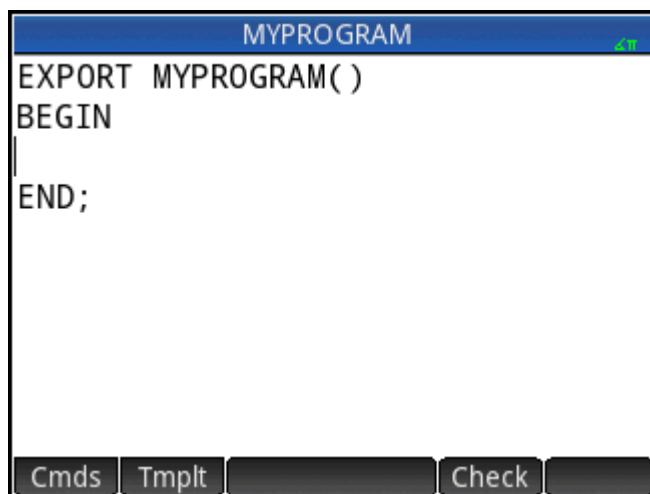 MYPROGRAM
∡π
EXPORT MYPROGRAM()
BEGIN
END;
Cmds Tmplt Check